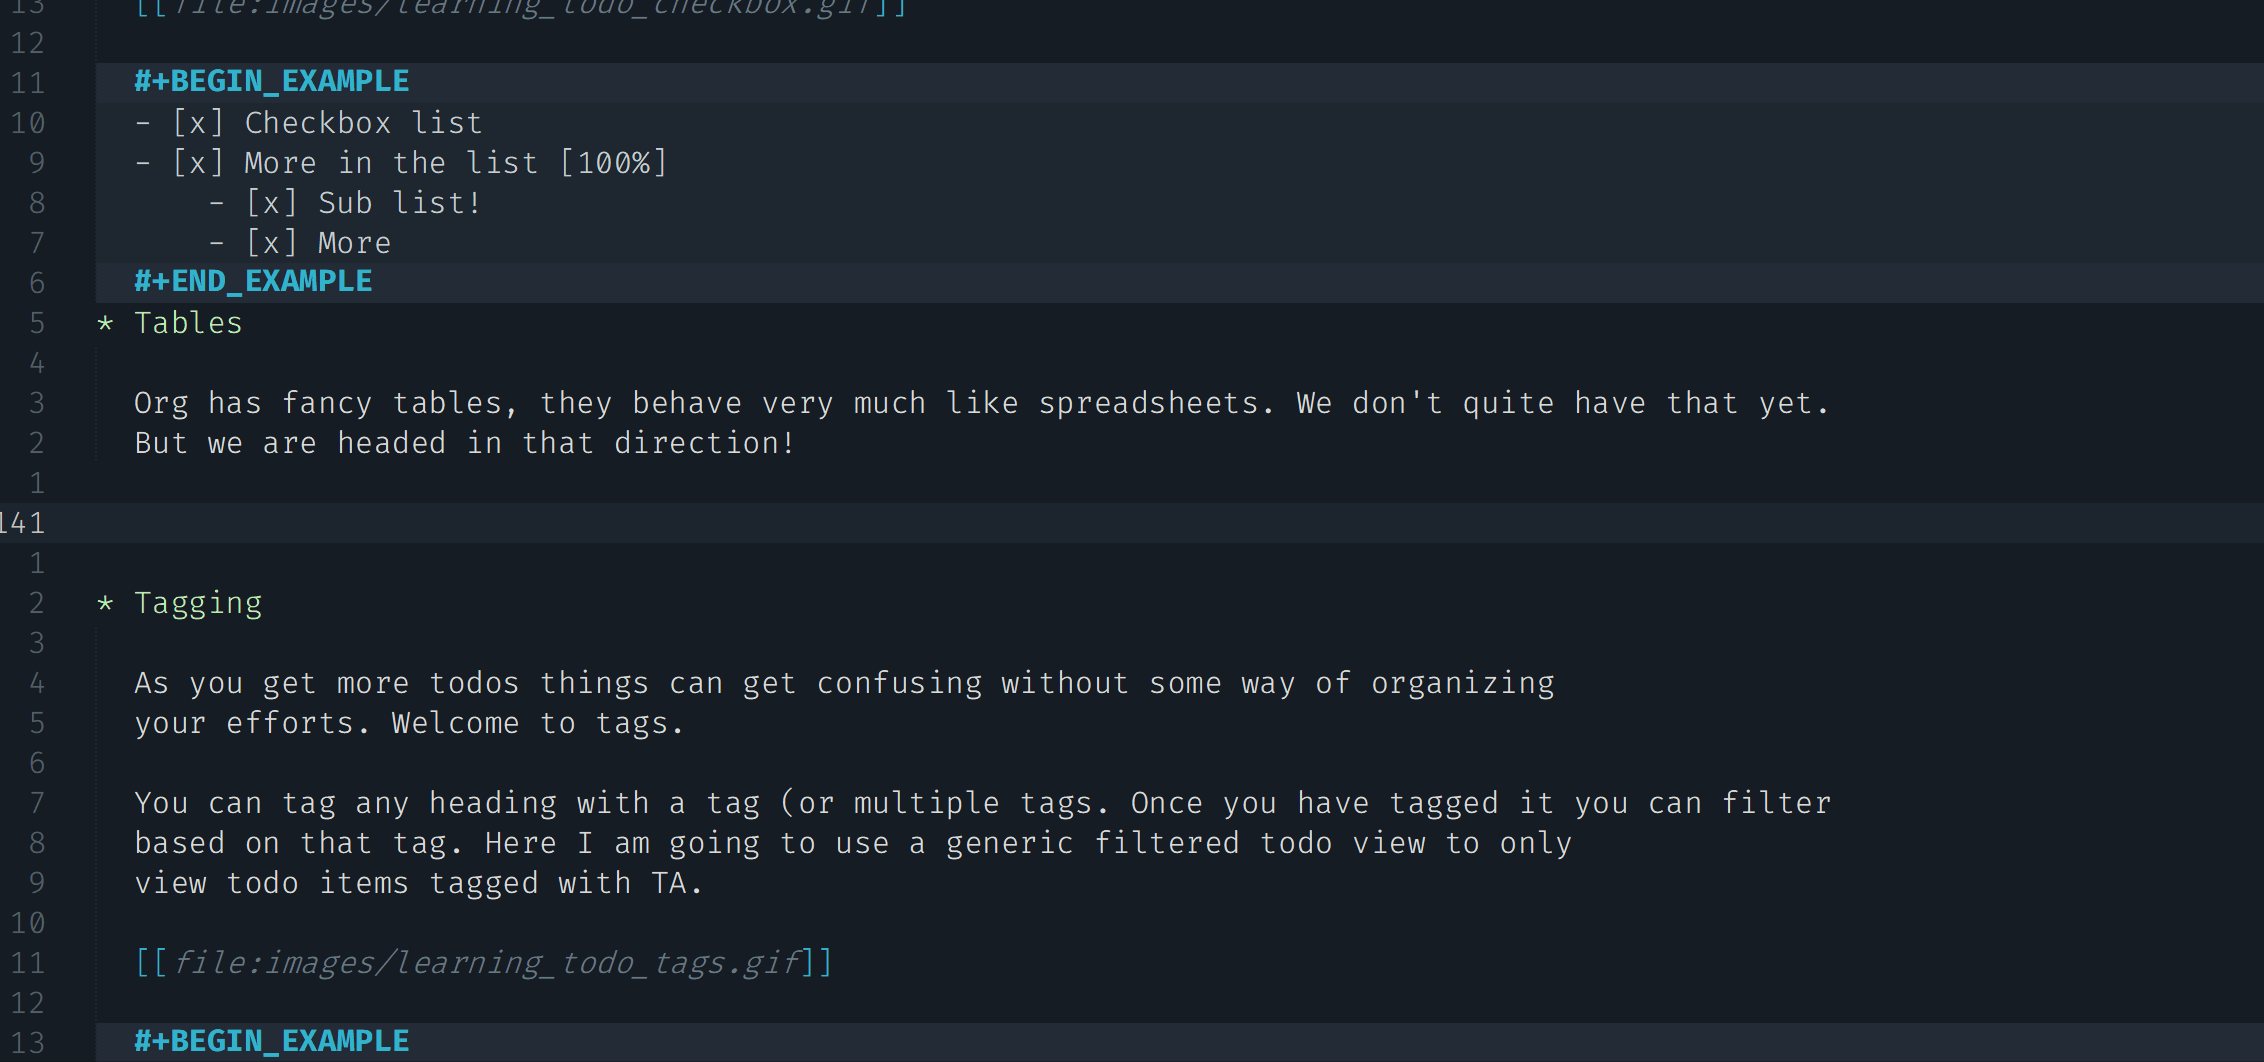 13 [[file:images/learning_todo_checkbox.gif]]
12
11 #+BEGIN_EXAMPLE
10 - [x] Checkbox list
9 - [x] More in the list [100%]
8 - [x] Sub list!
7 - [x] More
6 #+END_EXAMPLE
5 * Tables
4
3 Org has fancy tables, they behave very much like spreadsheets. We don't quite have that yet.
2 But we are headed in that direction!
1
141
1
2 * Tagging
3
4 As you get more todos things can get confusing without some way of organizing
5 your efforts. Welcome to tags.
6
7 You can tag any heading with a tag (or multiple tags. Once you have tagged it you can filter
8 based on that tag. Here I am going to use a generic filtered todo view to only
9 view todo items tagged with TA.
10
11 [[file:images/learning_todo_tags.gif]]
12
13 #+BEGIN_EXAMPLE